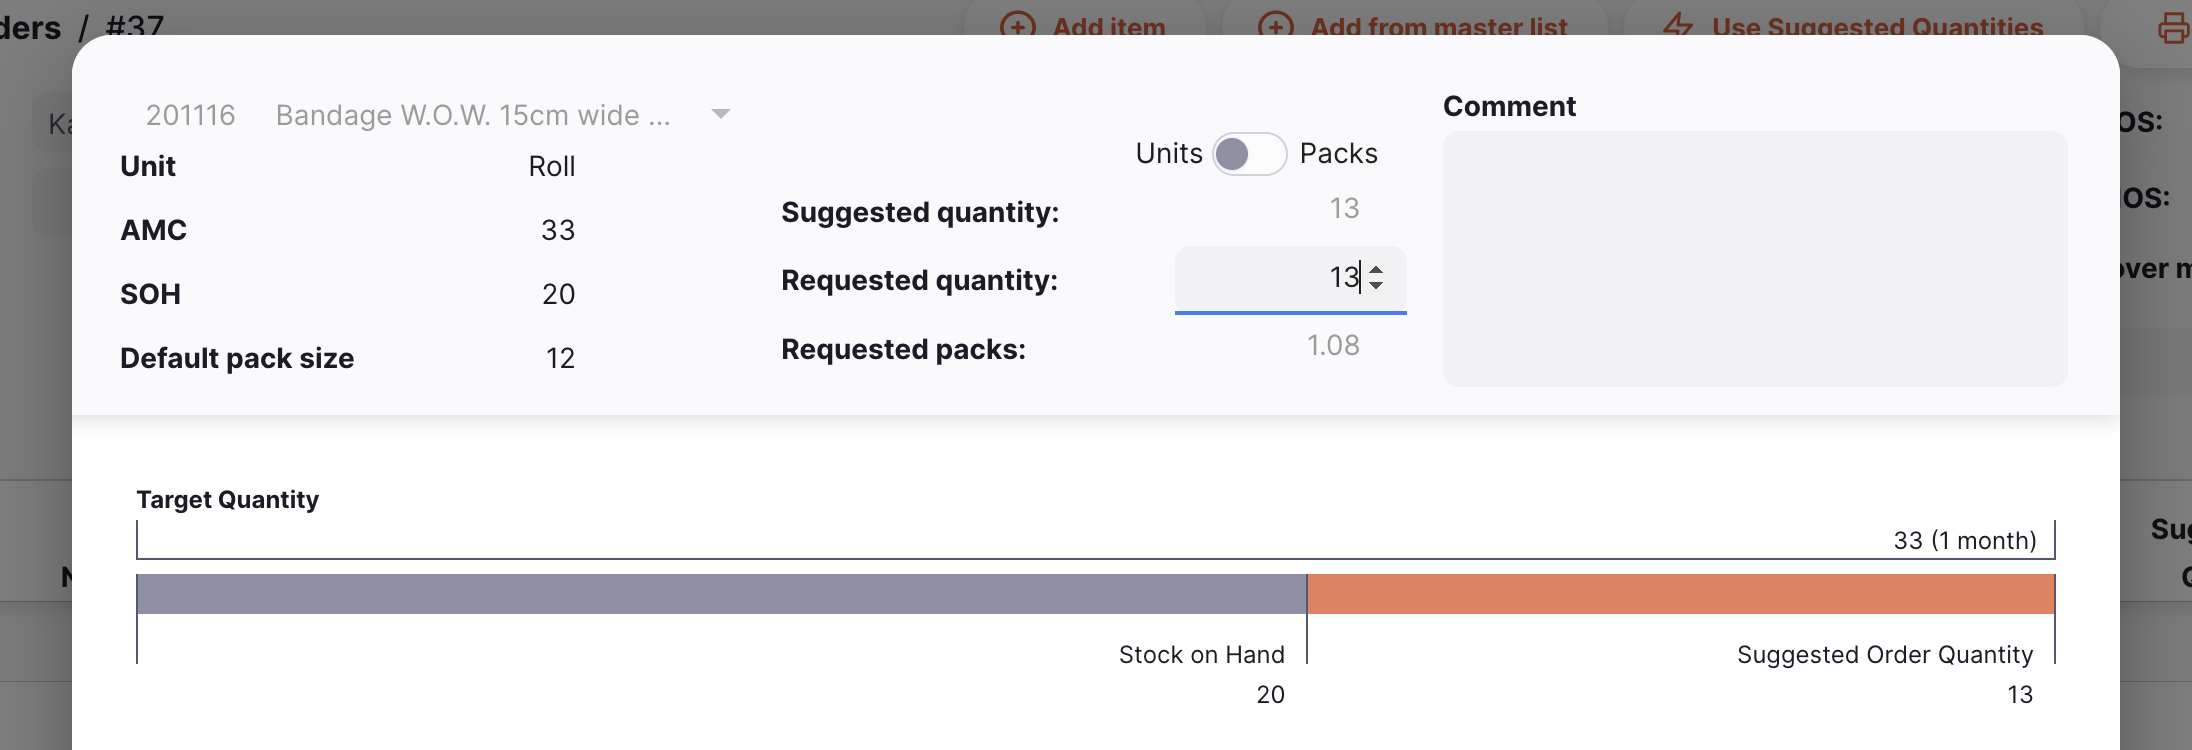 ders / #37
Add item
Add from master list
Use Suggested Quantities
201116 Bandage W.O.W. 15cm wide ...
Unit Roll
AMC 33
SOH 20
Default pack size 12
Units Packs
Suggested quantity: 13
Requested quantity: 13
Requested packs: 1.08
Comment
Ka
OS:
OS:
over m
Target Quantity
33 (1 month)
Stock on Hand
20
Suggested Order Quantity
13
N
Sug